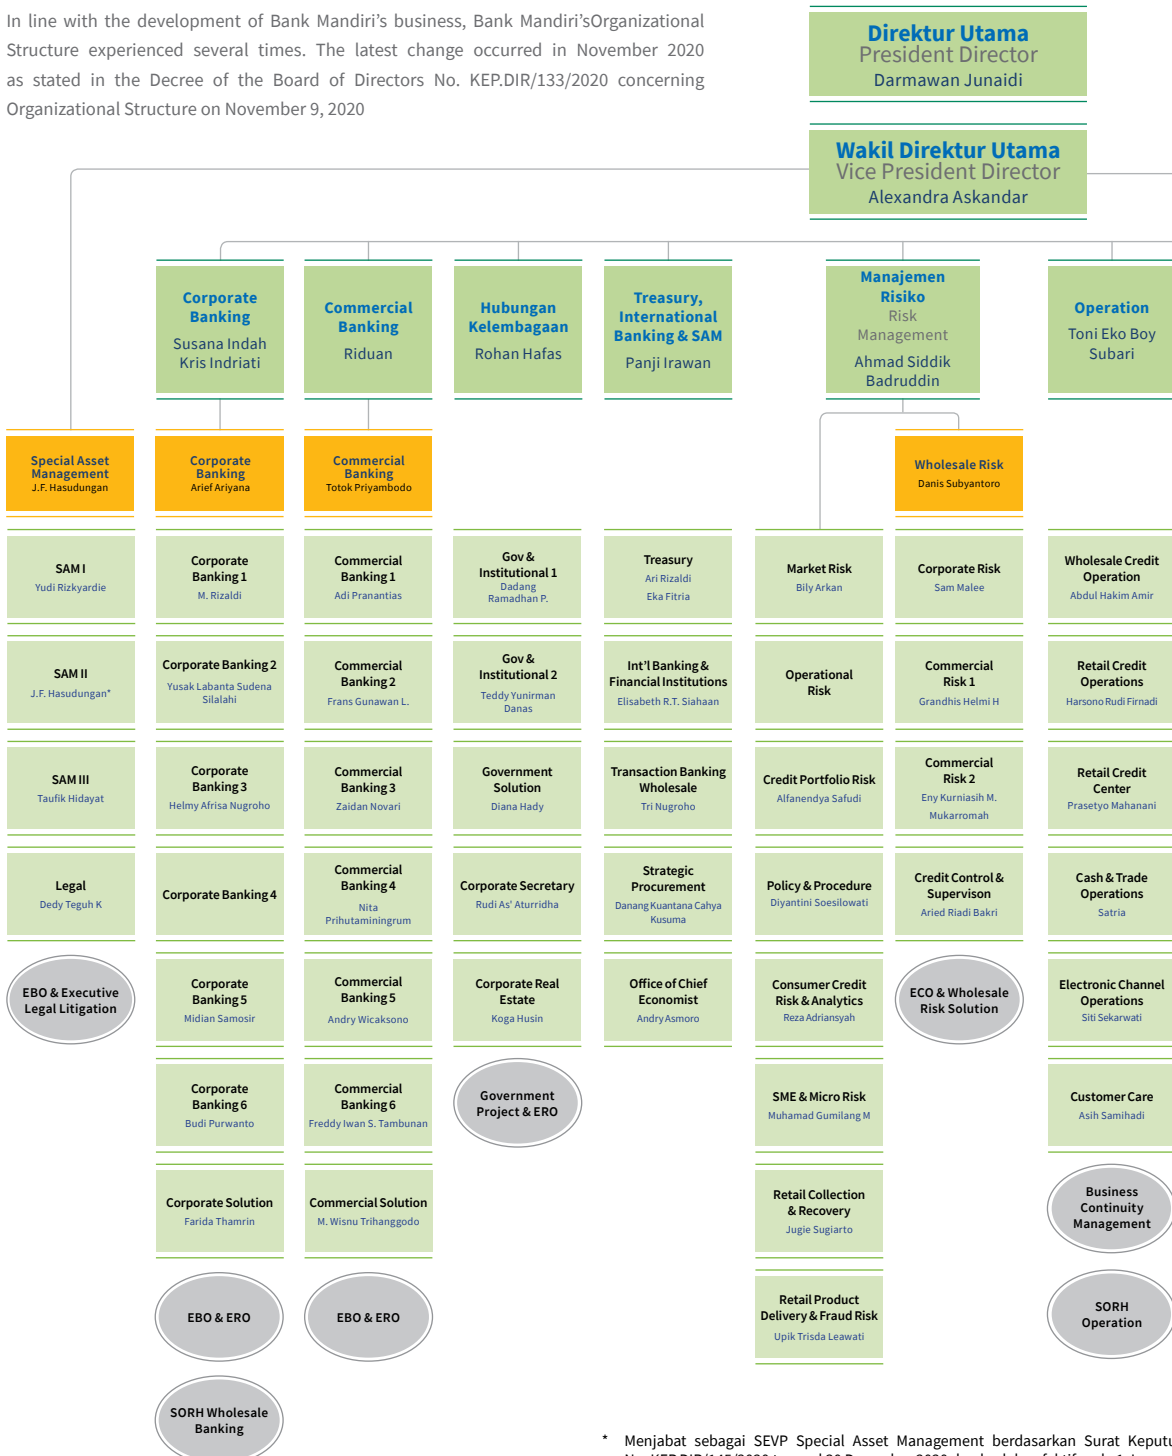 In line with the development of Bank Mandiri’s business, Bank Mandiri’sOrganizational
Structure experienced several times. The latest change occurred in November 2020
as stated in the Decree of the Board of Directors No. KEP.DIR/133/2020 concerning
Organizational Structure on November 9, 2020
Direktur Utama
President Director
Darmawan Junaidi
Wakil Direktur Utama
Vice President Director
Alexandra Askandar
Corporate
Banking
Susana Indah
Kris Indriati
Commercial
Banking
Riduan
Hubungan
Kelembagaan
Rohan Hafas
Treasury,
International
Banking & SAM
Panji Irawan
Manajemen
Risiko
Risk
Management
Ahmad Siddik
Badruddin
Operation
Toni Eko Boy
Subari
Special Asset
Management
J.F. Hasudungan
Corporate
Banking
Arief Ariyana
Commercial
Banking
Totok Priyambodo
Wholesale Risk
Danis Subyantoro
SAM I
Yudi Rizkyardie
SAM II
J.F. Hasudungan*
SAM III
Taufik Hidayat
Legal
Dedy Teguh K
EBO & Executive
Legal Litigation
Corporate
Banking 1
M. Rizaldi
Corporate Banking 2
Yusak Labanta Sudena
Silalahi
Corporate
Banking 3
Helmy Afrisa Nugroho
Corporate Banking 4
Corporate
Banking 5
Midian Samosir
Corporate
Banking 6
Budi Purwanto
Corporate Solution
Farida Thamrin
EBO & ERO
SORH Wholesale
Banking
Commercial
Banking 1
Adi Pranantias
Commercial
Banking 2
Frans Gunawan L.
Commercial
Banking 3
Zaidan Novari
Commercial
Banking 4
Nita
Prihutaminingrum
Commercial
Banking 5
Andry Wicaksono
Commercial
Banking 6
Freddy Iwan S. Tambunan
Commercial Solution
M. Wisnu Trihanggodo
EBO & ERO
Gov &
Institutional 1
Dadang
Ramadhan P.
Gov &
Institutional 2
Teddy Yunirman
Danas
Government
Solution
Diana Hady
Corporate Secretary
Rudi As’ Aturridha
Corporate Real
Estate
Koga Husin
Government
Project & ERO
Treasury
Ari Rizaldi
Eka Fitria
Int’l Banking &
Financial Institutions
Elisabeth R.T. Siahaan
Transaction Banking
Wholesale
Tri Nugroho
Strategic
Procurement
Danang Kuantana Cahya
Kusuma
Office of Chief
Economist
Andry Asmoro
Market Risk
Bily Arkan
Operational
Risk
Credit Portfolio Risk
Alfanendya Safudi
Policy & Procedure
Diyantini Soesilowati
Consumer Credit
Risk & Analytics
Reza Adriansyah
SME & Micro Risk
Muhamad Gumilang M
Retail Collection
& Recovery
Jugie Sugiarto
Retail Product
Delivery & Fraud Risk
Upik Trisda Leawati
Corporate Risk
Sam Malee
Commercial
Risk 1
Grandhis Helmi H
Commercial
Risk 2
Eny Kurniasih M.
Mukarromah
Credit Control &
Supervison
Aried Riadi Bakri
ECO & Wholesale
Risk Solution
Wholesale Credit
Operation
Abdul Hakim Amir
Retail Credit
Operations
Harsono Rudi Firnadi
Retail Credit
Center
Prasetyo Mahanani
Cash & Trade
Operations
Satria
Electronic Channel
Operations
Siti Sekarwati
Customer Care
Asih Samihadi
Business
Continuity
Management
SORH
Operation
* Menjabat sebagai SEVP Special Asset Management berdasarkan Surat Keputu